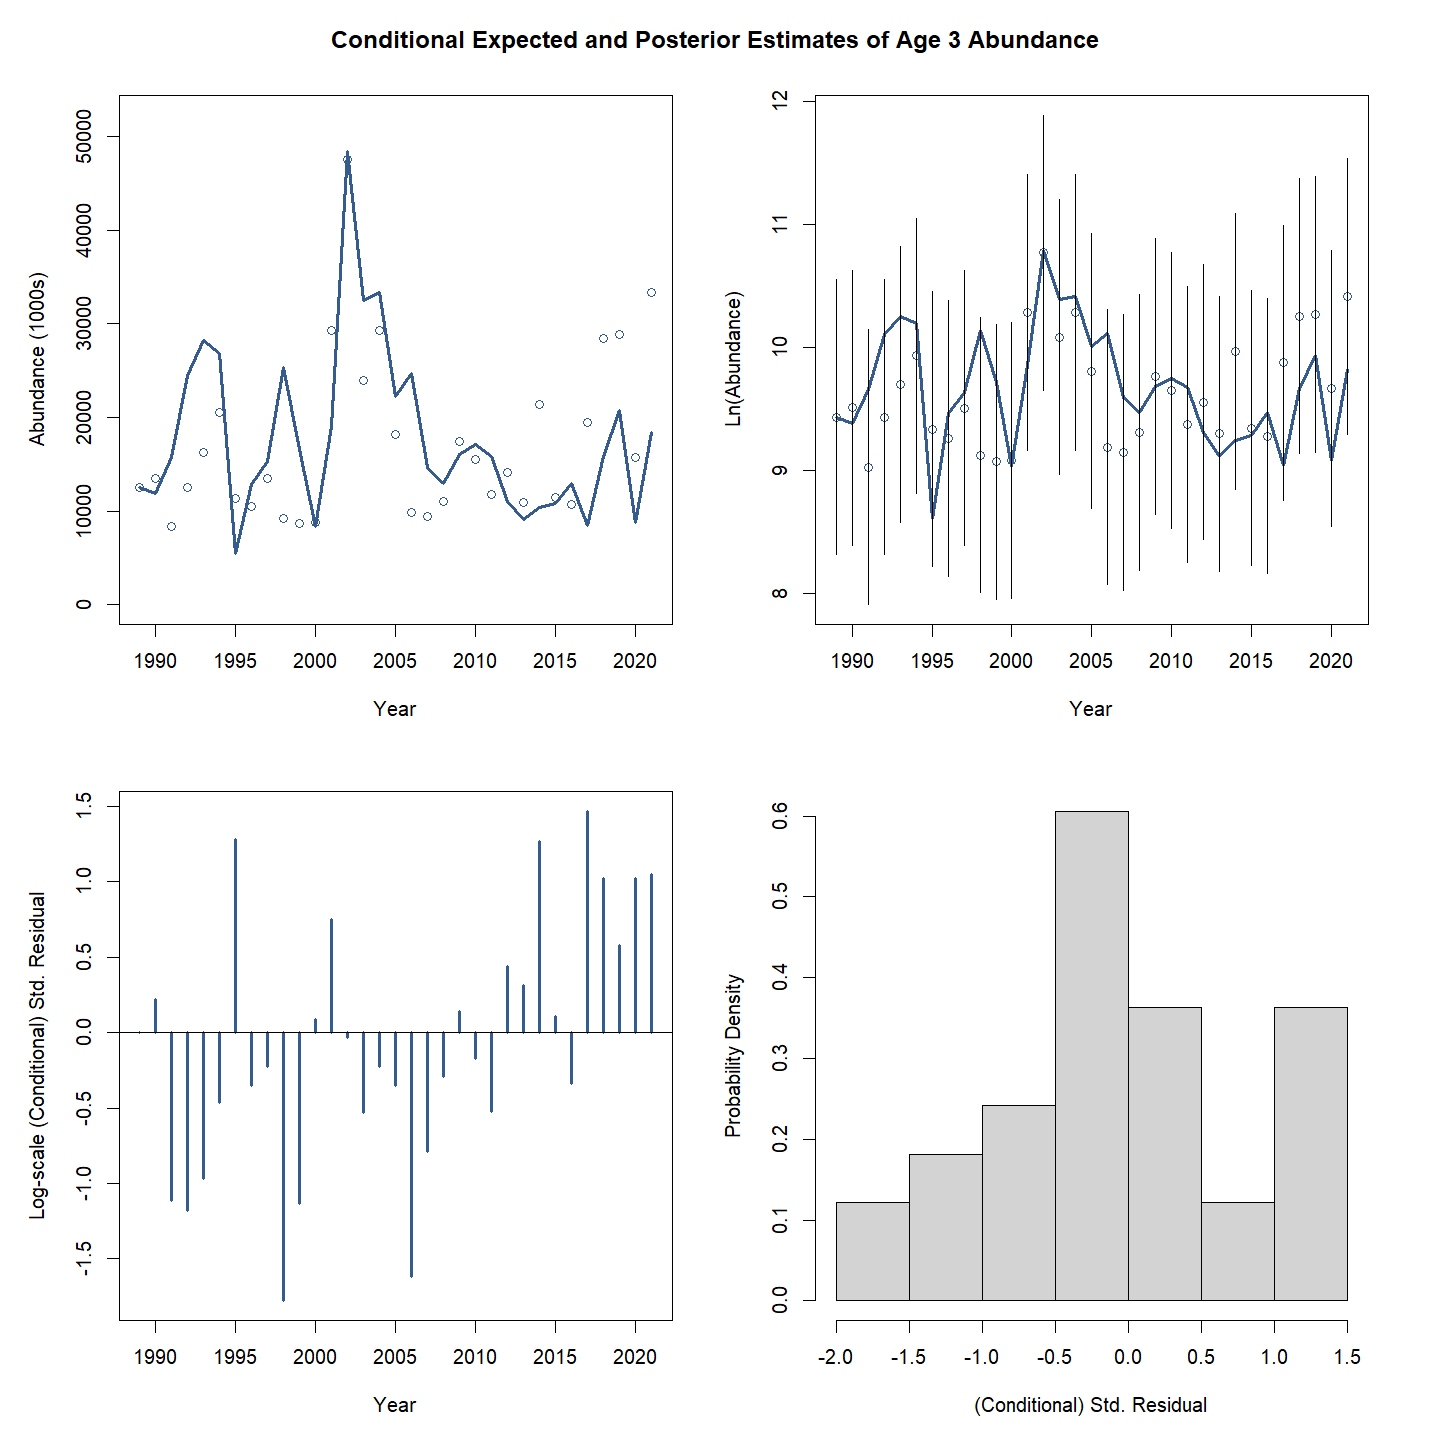 Conditional Expected and Posterior Estimates of Age 3 Abundance
Abundance (1000s)
50000
40000
30000
20000
10000
0
1990 1995 2000 2005 2010 2015 2020
Year
Ln(Abundance)
12
11
10
9
8
1990 1995 2000 2005 2010 2015 2020
Year
Log-scale (Conditional) Std. Residual
1.5
1.0
0.5
0.0
-0.5
-1.0
-1.5
1990 1995 2000 2005 2010 2015 2020
Year
Probability Density
0.6
0.5
0.4
0.3
0.2
0.1
0.0
-2.0 -1.5 -1.0 -0.5 0.0 0.5 1.0 1.5
(Conditional) Std. Residual